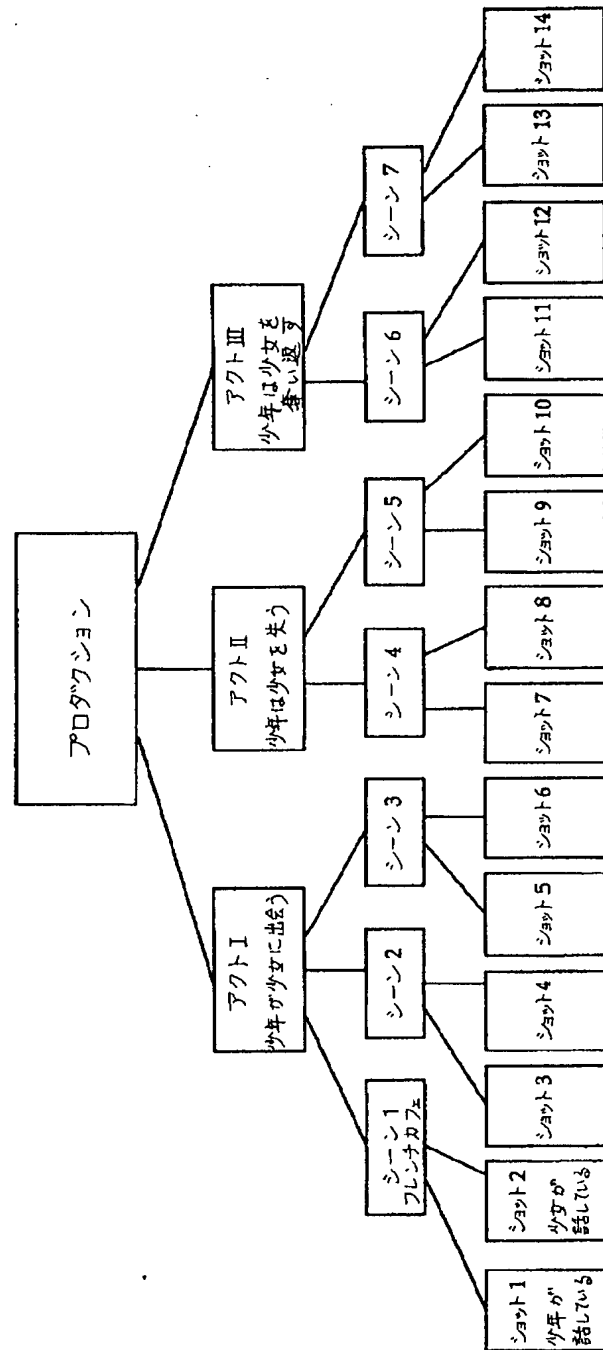 プロダクション
アクトⅠ
少年が少女に出会う
アクトⅡ
少年は少女を失う
アクトⅢ
少年は少女を
奪い返す
シーン1
フレンチカフェ
シーン2
シーン3
シーン4
シーン5
シーン6
シーン7
ショット1
少年が
話している
ショット2
少女が
話している
ショット3
ショット4
ショット5
ショット6
ショット7
ショット8
ショット9
ショット10
ショット11
ショット12
ショット13
ショット14